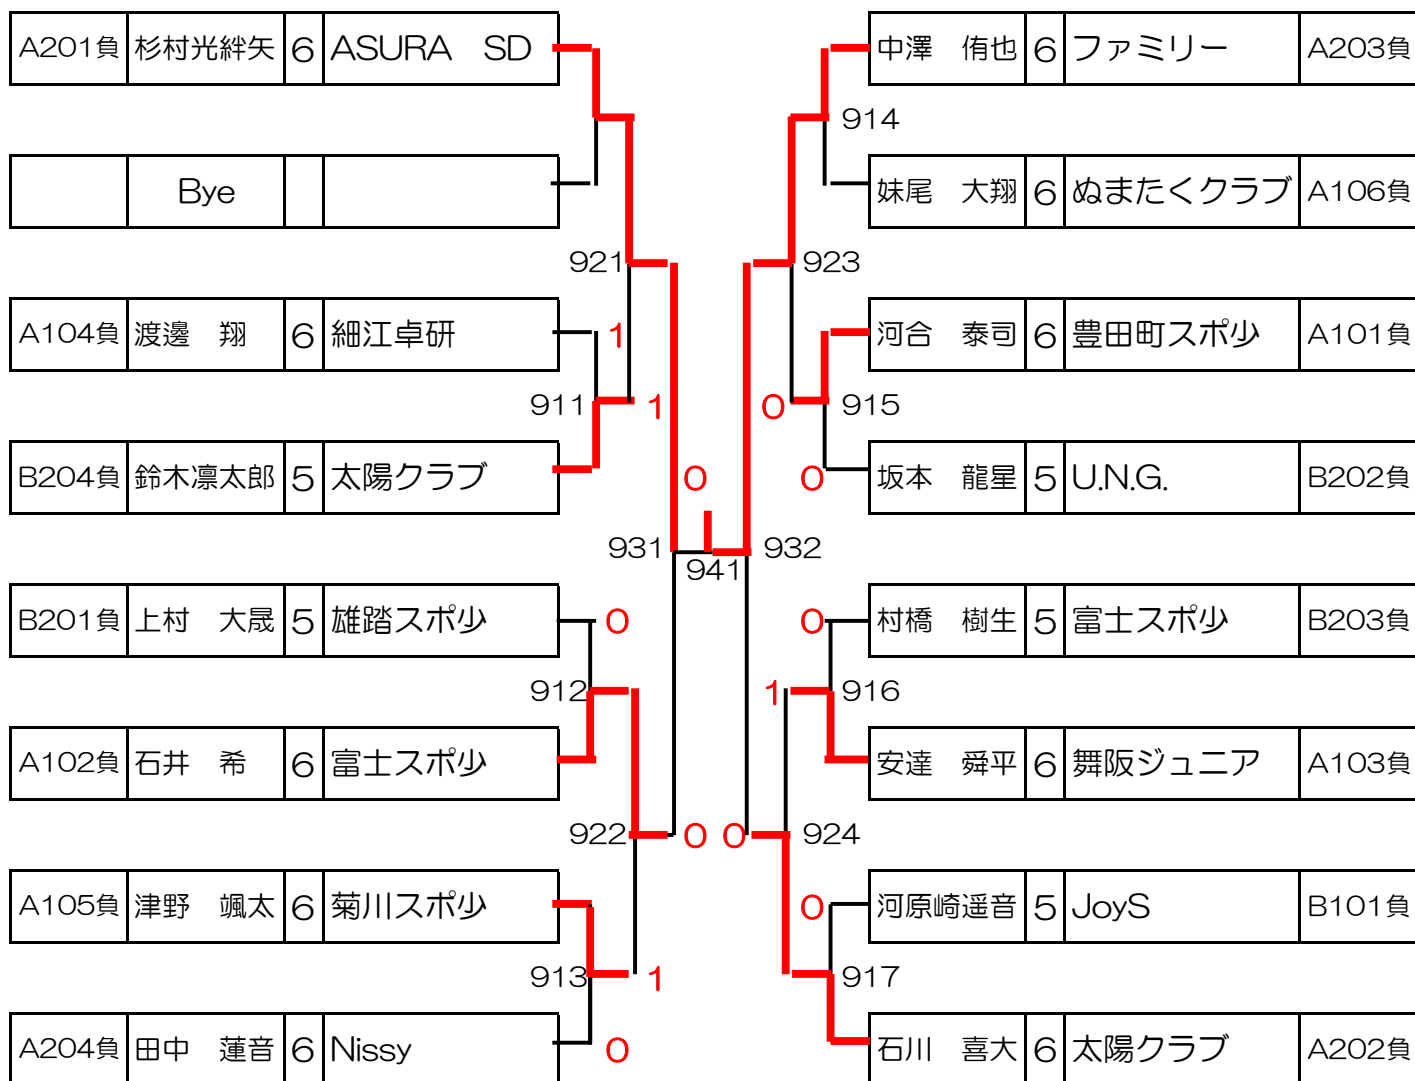 A201負 杉村光絆矢 6 ASURA SD
中澤 侑也 6 ファミリー A203負
914
Bye
妹尾 大翔 6 ぬまたくクラブ A106負
921
923
A104負 渡邊 翔 6 細江卓研
1
河合 泰司 6 豊田町スポ少 A101負
911
1
0
915
B204負 鈴木凛太郎 5 太陽クラブ
0
0
坂本 龍星 5 U.N.G. B202負
931
941
932
B201負 上村 大晟 5 雄踏スポ少
0
0
村橋 樹生 5 富士スポ少 B203負
912
1
916
A102負 石井 希 6 富士スポ少
安達 舜平 6 舞阪ジュニア A103負
922
0
0
924
A105負 津野 颯太 6 菊川スポ少
0
河原崎遥音 5 JoyS B101負
913
1
917
A204負 田中 蓮音 6 Nissy
0
石川 喜大 6 太陽クラブ A202負